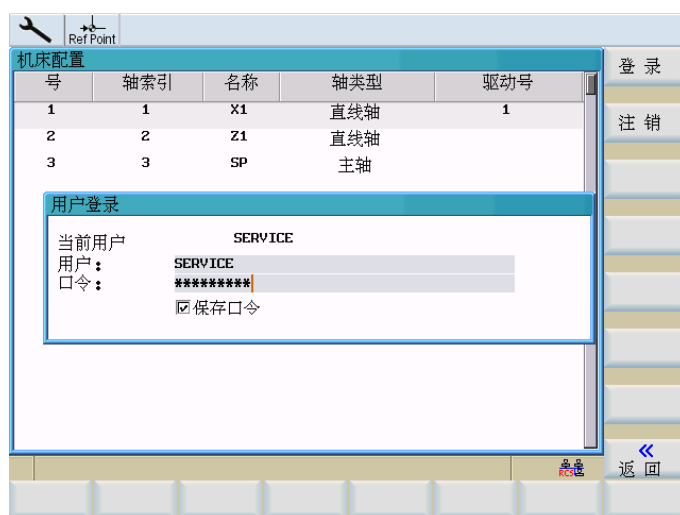 Ref Point
机床配置
登 录
号 轴索引 名称 轴类型 驱动号
1 1 X1 直线轴 1
注 销
2 2 Z1 直线轴
3 3 SP 主轴
用户登录
当前用户 SERVICE
用户: SERVICE
口令: *********
保存口令
«
RCS
返 回